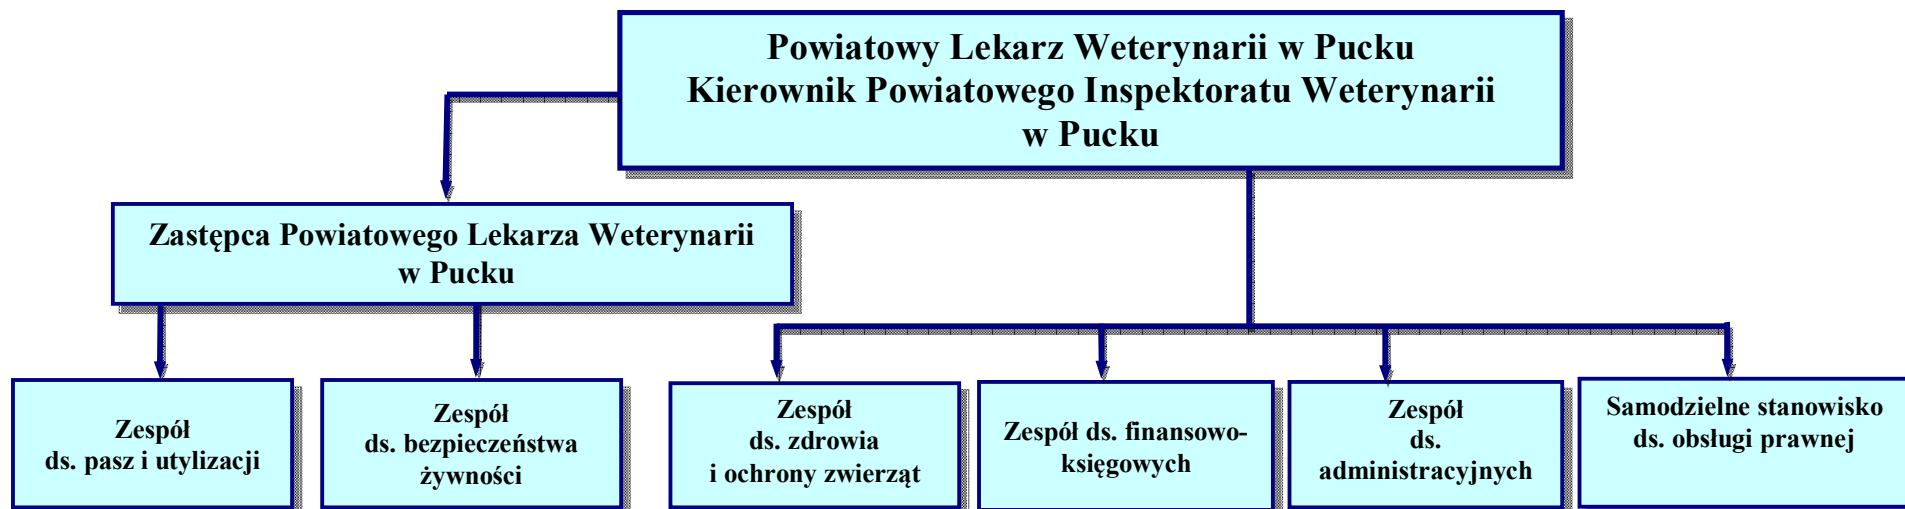 Powiatowy Lekarz Weterynarii w Pucku
Kierownik Powiatowego Inspektoratu Weterynarii
w Pucku
Zastępca Powiatowego Lekarza Weterynarii
w Pucku
Zespół
ds. pasz i utylizacji
Zespół
ds. bezpieczeństwa
żywności
Zespół
ds. zdrowia
i ochrony zwierząt
Zespół ds. finansowo-
księgowych
Zespół
ds.
administracyjnych
Samodzielne stanowisko
ds. obsługi prawnej